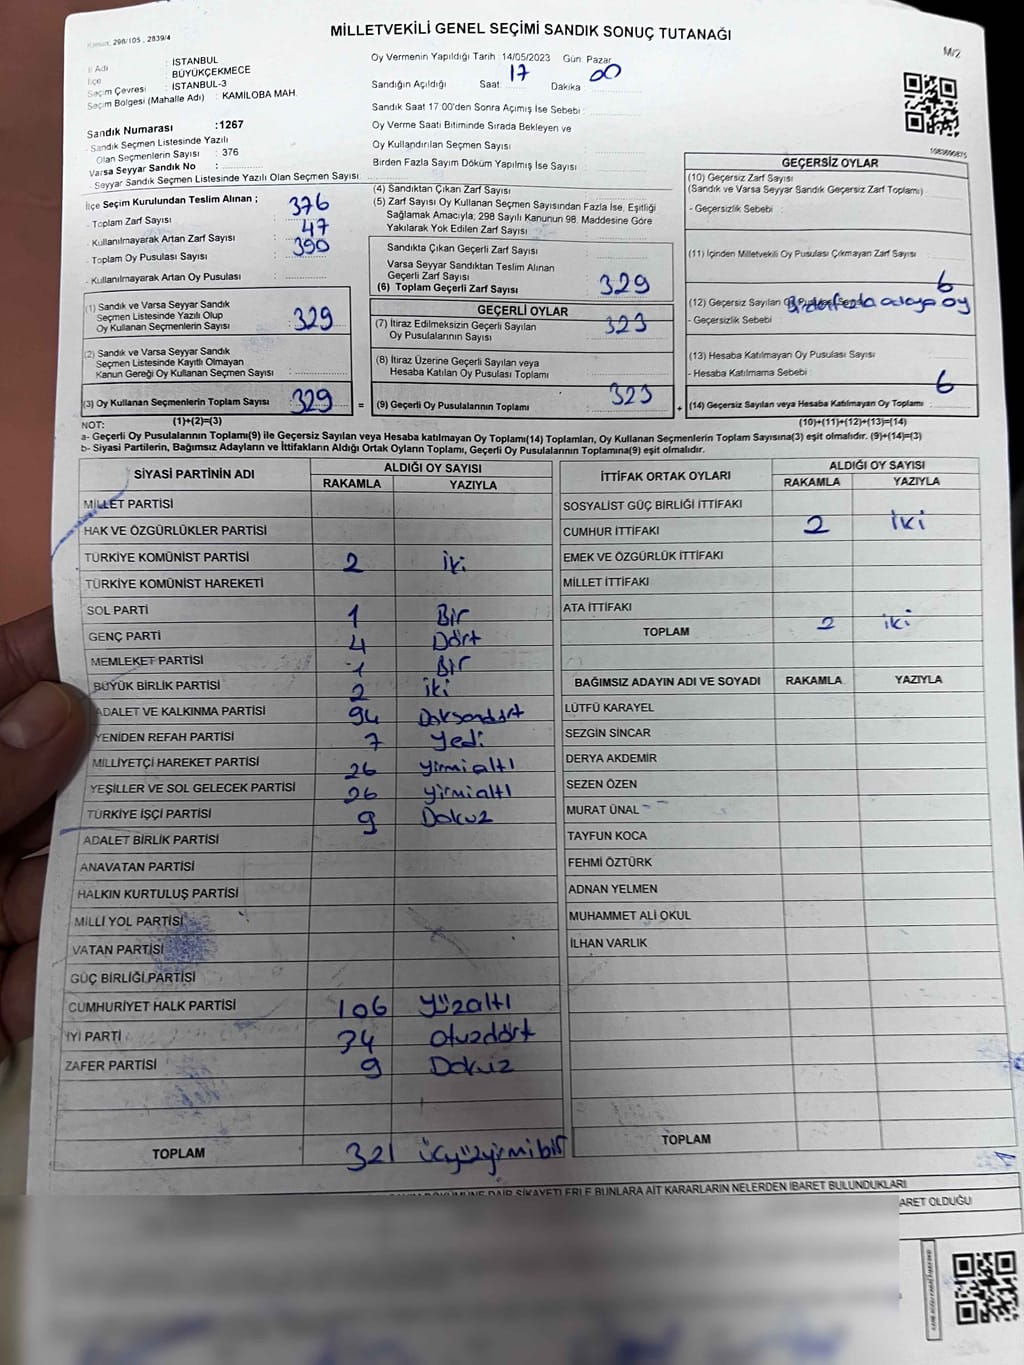 MİLLETVEKİLİ GENEL SEÇİMİ SANDIK SONUÇ TUTANAĞI
298/105 , 2839/4
M/2
İl Adı : İSTANBUL
İlçe : BÜYÜKÇEKMECE
Seçim Çevresi : İSTANBUL-3
Seçim Bölgesi (Mahalle Adı) : KAMİLOBA MAH.
Oy Vermenin Yapıldığı Tarih : 14/05/2023 Gün: Pazar
Sandığın Açıldığı Saat: 17 Dakika 00
Sandık Saat 17:00'den Sonra Açımış İse Sebebi :
Oy Verme Saati Bitiminde Sırada Bekleyen ve
Oy Kullandırılan Seçmen Sayısı
Birden Fazla Sayım Döküm Yapılmış İse Sayısı :
Sandık Numarası :1267
- Sandık Seçmen Listesinde Yazılı
Olan Seçmenlerin Sayısı : 376
Varsa Seyyar Sandık No :
- Seyyar Sandık Seçmen Listesinde Yazılı Olan Seçmen Sayısı
İlçe Seçim Kurulundan Teslim Alınan ;
- Toplam Zarf Sayısı : 376
- Kullanılmayarak Artan Zarf Sayısı : 47
- Toplam Oy Pusulası Sayısı : 390
- Kullanılmayarak Artan Oy Pusulası :
(1) Sandık ve Varsa Seyyar Sandık
Seçmen Listesinde Yazılı Olup
Oy Kullanan Seçmenlerin Sayısı : 329
(2) Sandık ve Varsa Seyyar Sandık
Seçmen Listesinde Kayıtlı Olmayan
Kanun Gereği Oy Kullanan Seçmen Sayısı :
(3) Oy Kullanan Seçmenlerin Toplam Sayısı 329 =
(1)+(2)=(3)
(4) Sandıktan Çıkan Zarf Sayısı
(5) Zarf Sayısı Oy Kullanan Seçmen Sayısından Fazla İse, Eşitliği
Sağlamak Amacıyla; 298 Sayılı Kanunun 98. Maddesine Göre
Yakılarak Yok Edilen Zarf Sayısı
Sandıkta Çıkan Geçerli Zarf Sayısı :
Varsa Seyyar Sandıktan Teslim Alınan
Geçerli Zarf Sayısı :
(6) Toplam Geçerli Zarf Sayısı : 329
GEÇERLİ OYLAR
(7) İtiraz Edilmeksizin Geçerli Sayılan
Oy Pusulalarının Sayısı : 323
(8) İtiraz Üzerine Geçerli Sayılan veya
Hesaba Katılan Oy Pusulası Toplamı
(9) Geçerli Oy Pusulalarının Toplamı : 323 +
1083690875
GEÇERSİZ OYLAR
(10) Geçersiz Zarf Sayısı
(Sandık ve Varsa Seyyar Sandık Geçersiz Zarf Toplamı)
- Geçersizlik Sebebi :
(11) İçinden Milletvekili Oy Pusulası Çıkmayan Zarf Sayısı
(12) Geçersiz Sayılan Oy 6
- Geçersizlik Sebebi : adaya oy
(13) Hesaba Katılmayan Oy Pusulası Sayısı
- Hesaba Katılmama Sebebi :
(14) Geçersiz Sayılan veya Hesaba Katılmayan Oy Toplamı : 6
(10)+(11)+(12)+(13)=(14)
NOT:
a- Geçerli Oy Pusulalarının Toplamı(9) ile Geçersiz Sayılan veya Hesaba katılmayan Oy Toplamı(14) Toplamları, Oy Kullanan Seçmenlerin Toplam Sayısına(3) eşit olmalıdır. (9)+(14)=(3)
b- Siyasi Partilerin, Bağımsız Adayların ve İttifakların Aldığı Ortak Oyların Toplamı, Geçerli Oy Pusulalarının Toplamına(9) eşit olmalıdır.
SİYASİ PARTİNİN ADI ALDIĞI OY SAYISI
RAKAMLA YAZIYLA
MİLLET PARTİSİ
HAK VE ÖZGÜRLÜKLER PARTİSİ
TÜRKİYE KOMÜNİST PARTİSİ 2 iki
TÜRKİYE KOMÜNİST HAREKETİ
SOL PARTİ 1 Bir
GENÇ PARTİ 4 Dört
MEMLEKET PARTİSİ 1 Bir
BÜYÜK BİRLİK PARTİSİ 2 iki
ADALET VE KALKINMA PARTİSİ 94 Doksandört
YENİDEN REFAH PARTİSİ 7 Yedi
MİLLİYETÇİ HAREKET PARTİSİ 26 yirmialtı
YEŞİLLER VE SOL GELECEK PARTİSİ 26 yirmialtı
TÜRKİYE İŞÇİ PARTİSİ 9 Dokuz
ADALET BİRLİK PARTİSİ
ANAVATAN PARTİSİ
HALKIN KURTULUŞ PARTİSİ
MİLLİ YOL PARTİSİ
VATAN PARTİSİ
GÜÇ BİRLİĞİ PARTİSİ
CUMHURİYET HALK PARTİSİ 106 yüzaltı
İYİ PARTİ 34 otuzdört
ZAFER PARTİSİ 9 Dokuz
TOPLAM 321 üçyüzyirmibir
İTTİFAK ORTAK OYLARI ALDIĞI OY SAYISI
RAKAMLA YAZIYLA
SOSYALİST GÜÇ BİRLİĞİ İTTİFAKI
CUMHUR İTTİFAKI 2 iki
EMEK VE ÖZGÜRLÜK İTTİFAKI
MİLLET İTTİFAKI
ATA İTTİFAKI
TOPLAM 2 iki
BAĞIMSIZ ADAYIN ADI VE SOYADI RAKAMLA YAZIYLA
LÜTFÜ KARAYEL
SEZGİN SİNCAR
DERYA AKDEMİR
SEZEN ÖZEN
MURAT ÜNAL
TAYFUN KOCA
FEHMİ ÖZTÜRK
ADNAN YELMEN
MUHAMMET ALİ OKUL
İLHAN VARLIK
TOPLAM
DAİR ŞİKAYETLERLE BUNLARA AİT KARARLARIN NELERDEN İBARET BULUNDUKLARI
OLDUĞU